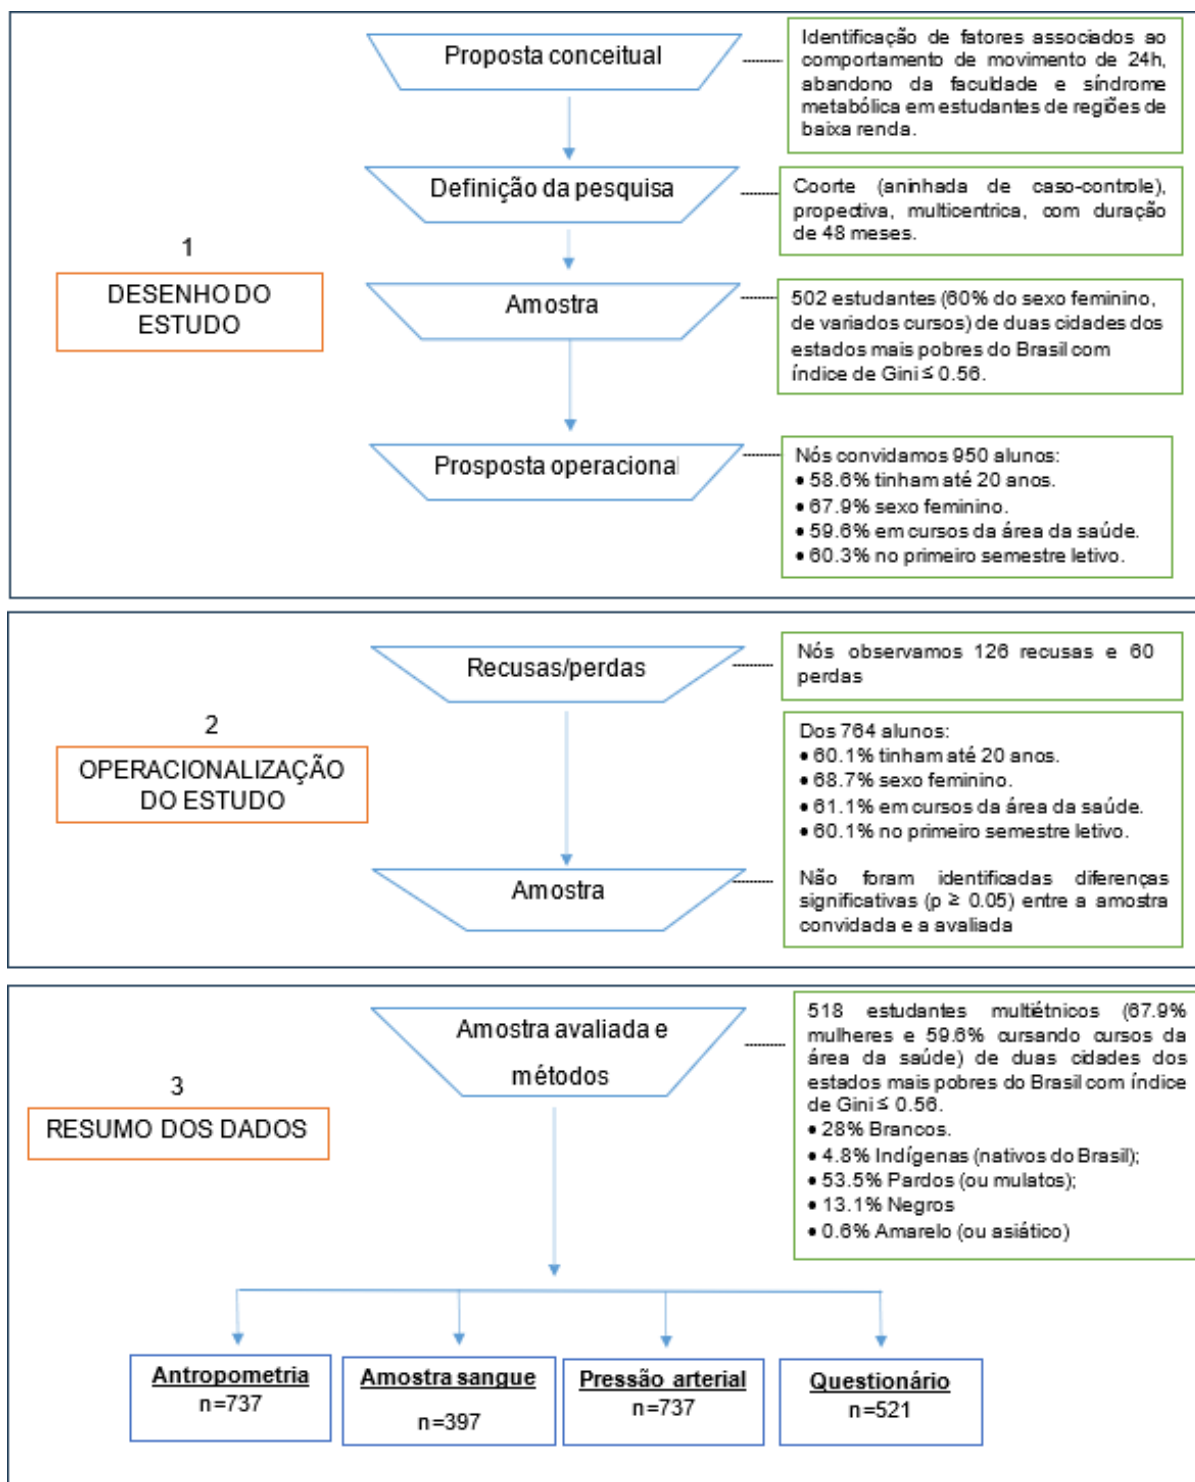 Proposta conceitual
Identificação de fatores associados ao
comportamento de movimento de 24h,
abandono da faculdade e síndrome
metabólica em estudantes de regiões de
baixa renda.
Definição da pesquisa
Coorte (aninhada de caso-controle),
propectiva, multicentrica, com duração
de 48 meses.
1
DESENHO DO
ESTUDO
Amostra
502 estudantes (60% do sexo feminino,
de variados cursos) de duas cidades dos
estados mais pobres do Brasil com
índice de Gini ≤ 0.56.
Prosposta operacional
Nós convidamos 950 alunos:
• 58.6% tinham até 20 anos.
• 67.9% sexo feminino.
• 59.6% em cursos da área da saúde.
• 60.3% no primeiro semestre letivo.
Recusas/perdas
Nós observamos 126 recusas e 60
perdas
2
OPERACIONALIZAÇÃO
DO ESTUDO
Dos 764 alunos:
• 60.1% tinham até 20 anos.
• 68.7% sexo feminino.
• 61.1% em cursos da área da saúde.
• 60.1% no primeiro semestre letivo.
Amostra
Não foram identificadas diferenças
significativas (p ≥ 0.05) entre a amostra
convidada e a avaliada
Amostra avaliada e
métodos
518 estudantes multiétnicos (67.9%
mulheres e 59.6% cursando cursos da
área da saúde) de duas cidades dos
estados mais pobres do Brasil com índice
de Gini ≤ 0.56.
• 28% Brancos.
• 4.8% Indígenas (nativos do Brasil);
• 53.5% Pardos (ou mulatos);
• 13.1% Negros
• 0.6% Amarelo (ou asiático)
3
RESUMO DOS DADOS
Antropometria
n=737
Amostra sangue
n=397
Pressão arterial
n=737
Questionário
n=521